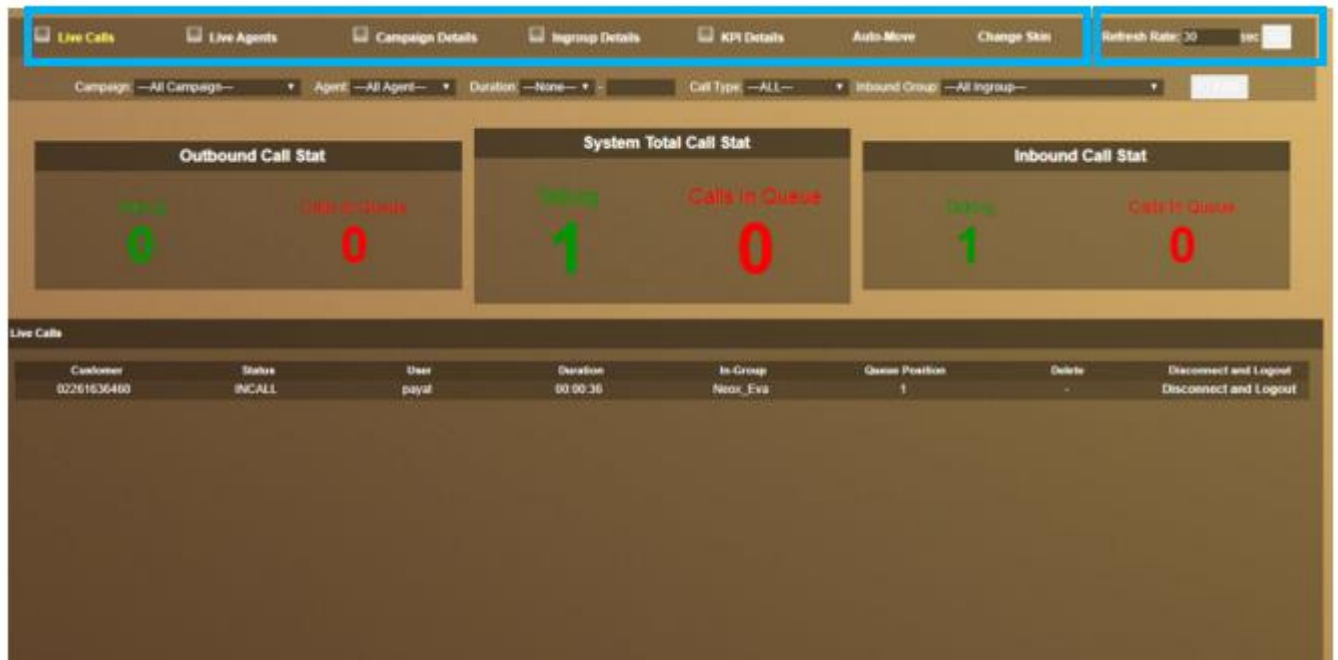 Live Calls Live Agents Campaign Details Ingroup Details KPI Details Auto-Move Change Skin Refresh Rate: 30 sec
Campaign: ---All Campaign--- Agent: ---All Agent--- Duration: ---None--- - Call Type: ---ALL--- Inbound Group: ---All Ingroup---
Outbound Call Stat System Total Call Stat Inbound Call Stat
Talking Calls in Queue Talking Calls in Queue Talking Calls in Queue
0 0 1 0 1 0
Live Calls
Customer Status User Duration In-Group Queue Position Delete Disconnect and Logout
02261636460 INCALL payal 00:00:36 Neox_Eva 1 - Disconnect and Logout